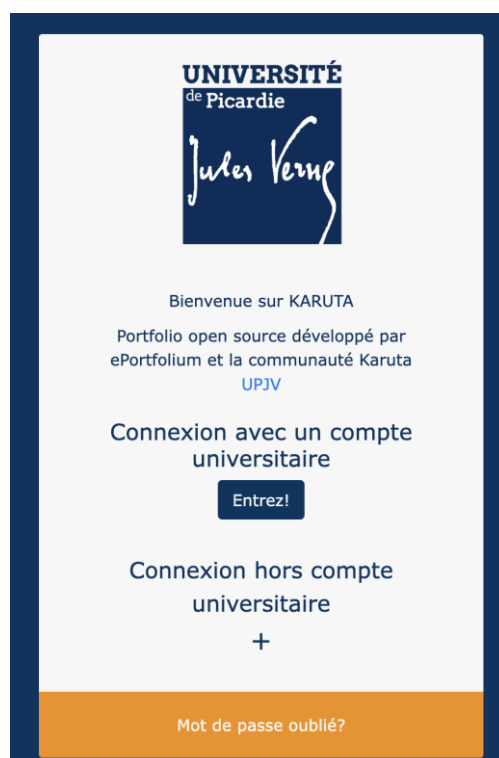 UNIVERSITÉ
de Picardie
Jules Verne
Bienvenue sur KARUTA
Portfolio open source développé par
ePortfolium et la communauté Karuta
UPJV
Connexion avec un compte
universitaire
Entrez!
Connexion hors compte
universitaire
+
Mot de passe oublié?